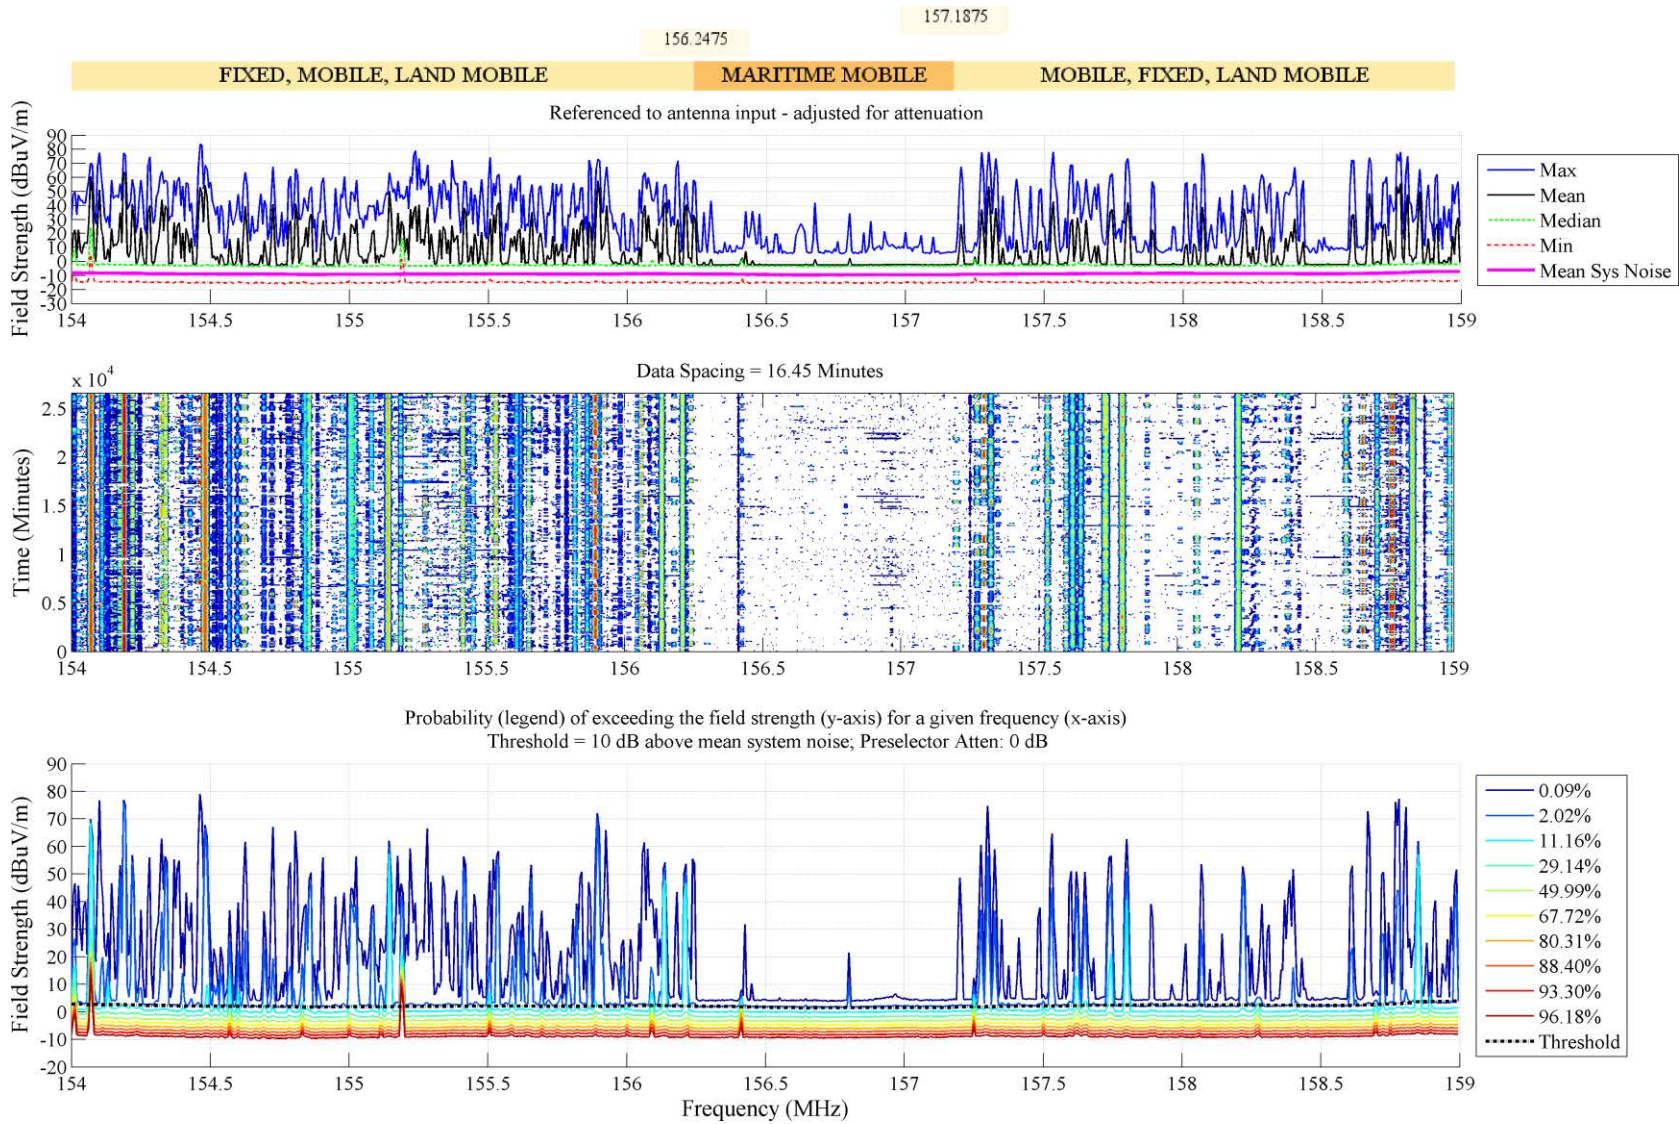 157.1875
156.2475
FIXED, MOBILE, LAND MOBILE MARITIME MOBILE MOBILE, FIXED, LAND MOBILE
Referenced to antenna input - adjusted for attenuation
Field Strength (dBuV/m)
90
80
70
60
50
40
30
20
10
0
-10
-20
-30
154 154.5 155 155.5 156 156.5 157 157.5 158 158.5 159
Max
Mean
Median
Min
Mean Sys Noise
Data Spacing = 16.45 Minutes
x 10^4
Time (Minutes)
2.5
2
1.5
1
0.5
0
154 154.5 155 155.5 156 156.5 157 157.5 158 158.5 159
Probability (legend) of exceeding the field strength (y-axis) for a given frequency (x-axis)
Threshold = 10 dB above mean system noise; Preselector Atten: 0 dB
Field Strength (dBuV/m)
90
80
70
60
50
40
30
20
10
0
-10
-20
154 154.5 155 155.5 156 156.5 157 157.5 158 158.5 159
Frequency (MHz)
0.09%
2.02%
11.16%
29.14%
49.99%
67.72%
80.31%
88.40%
93.30%
96.18%
Threshold